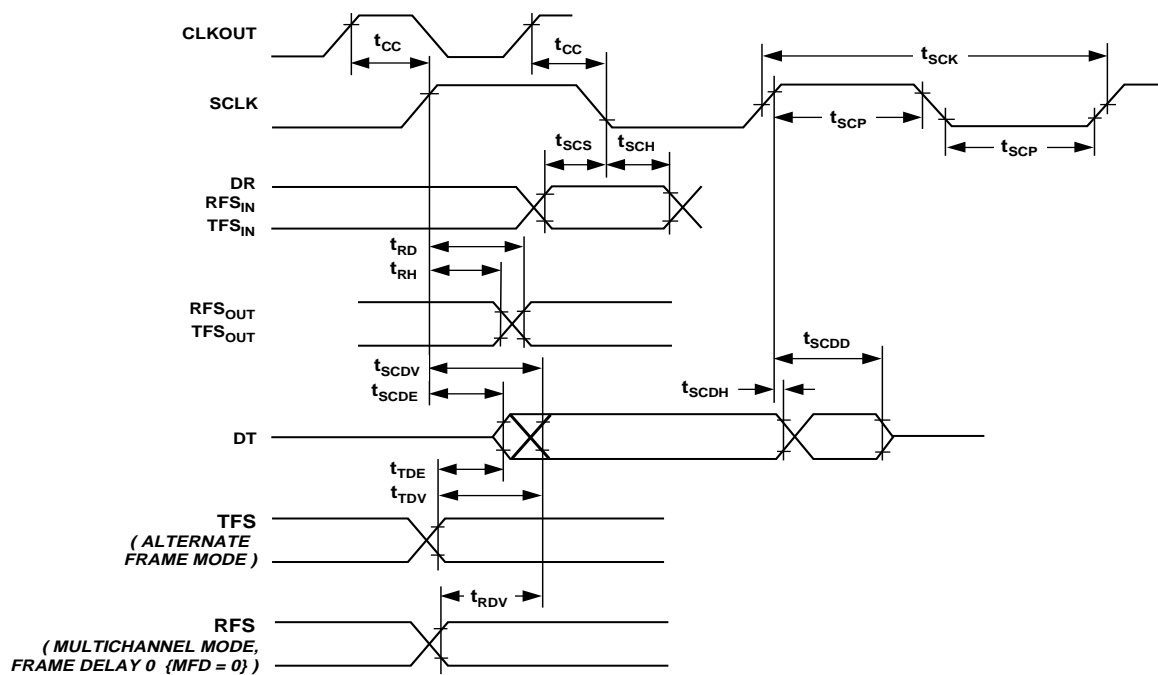 CLKOUT
tCC
tCC
tSCK
SCLK
tSCP
tSCP
tSCS
tSCH
DR
RFSIN
TFSIN
tRD
tRH
RFSOUT
TFSOUT
tSCDV
tSCDE
tSCDD
tSCDH
DT
tTDE
tTDV
TFS
( ALTERNATE
FRAME MODE )
tRDV
RFS
( MULTICHANNEL MODE,
FRAME DELAY 0 {MFD = 0} )